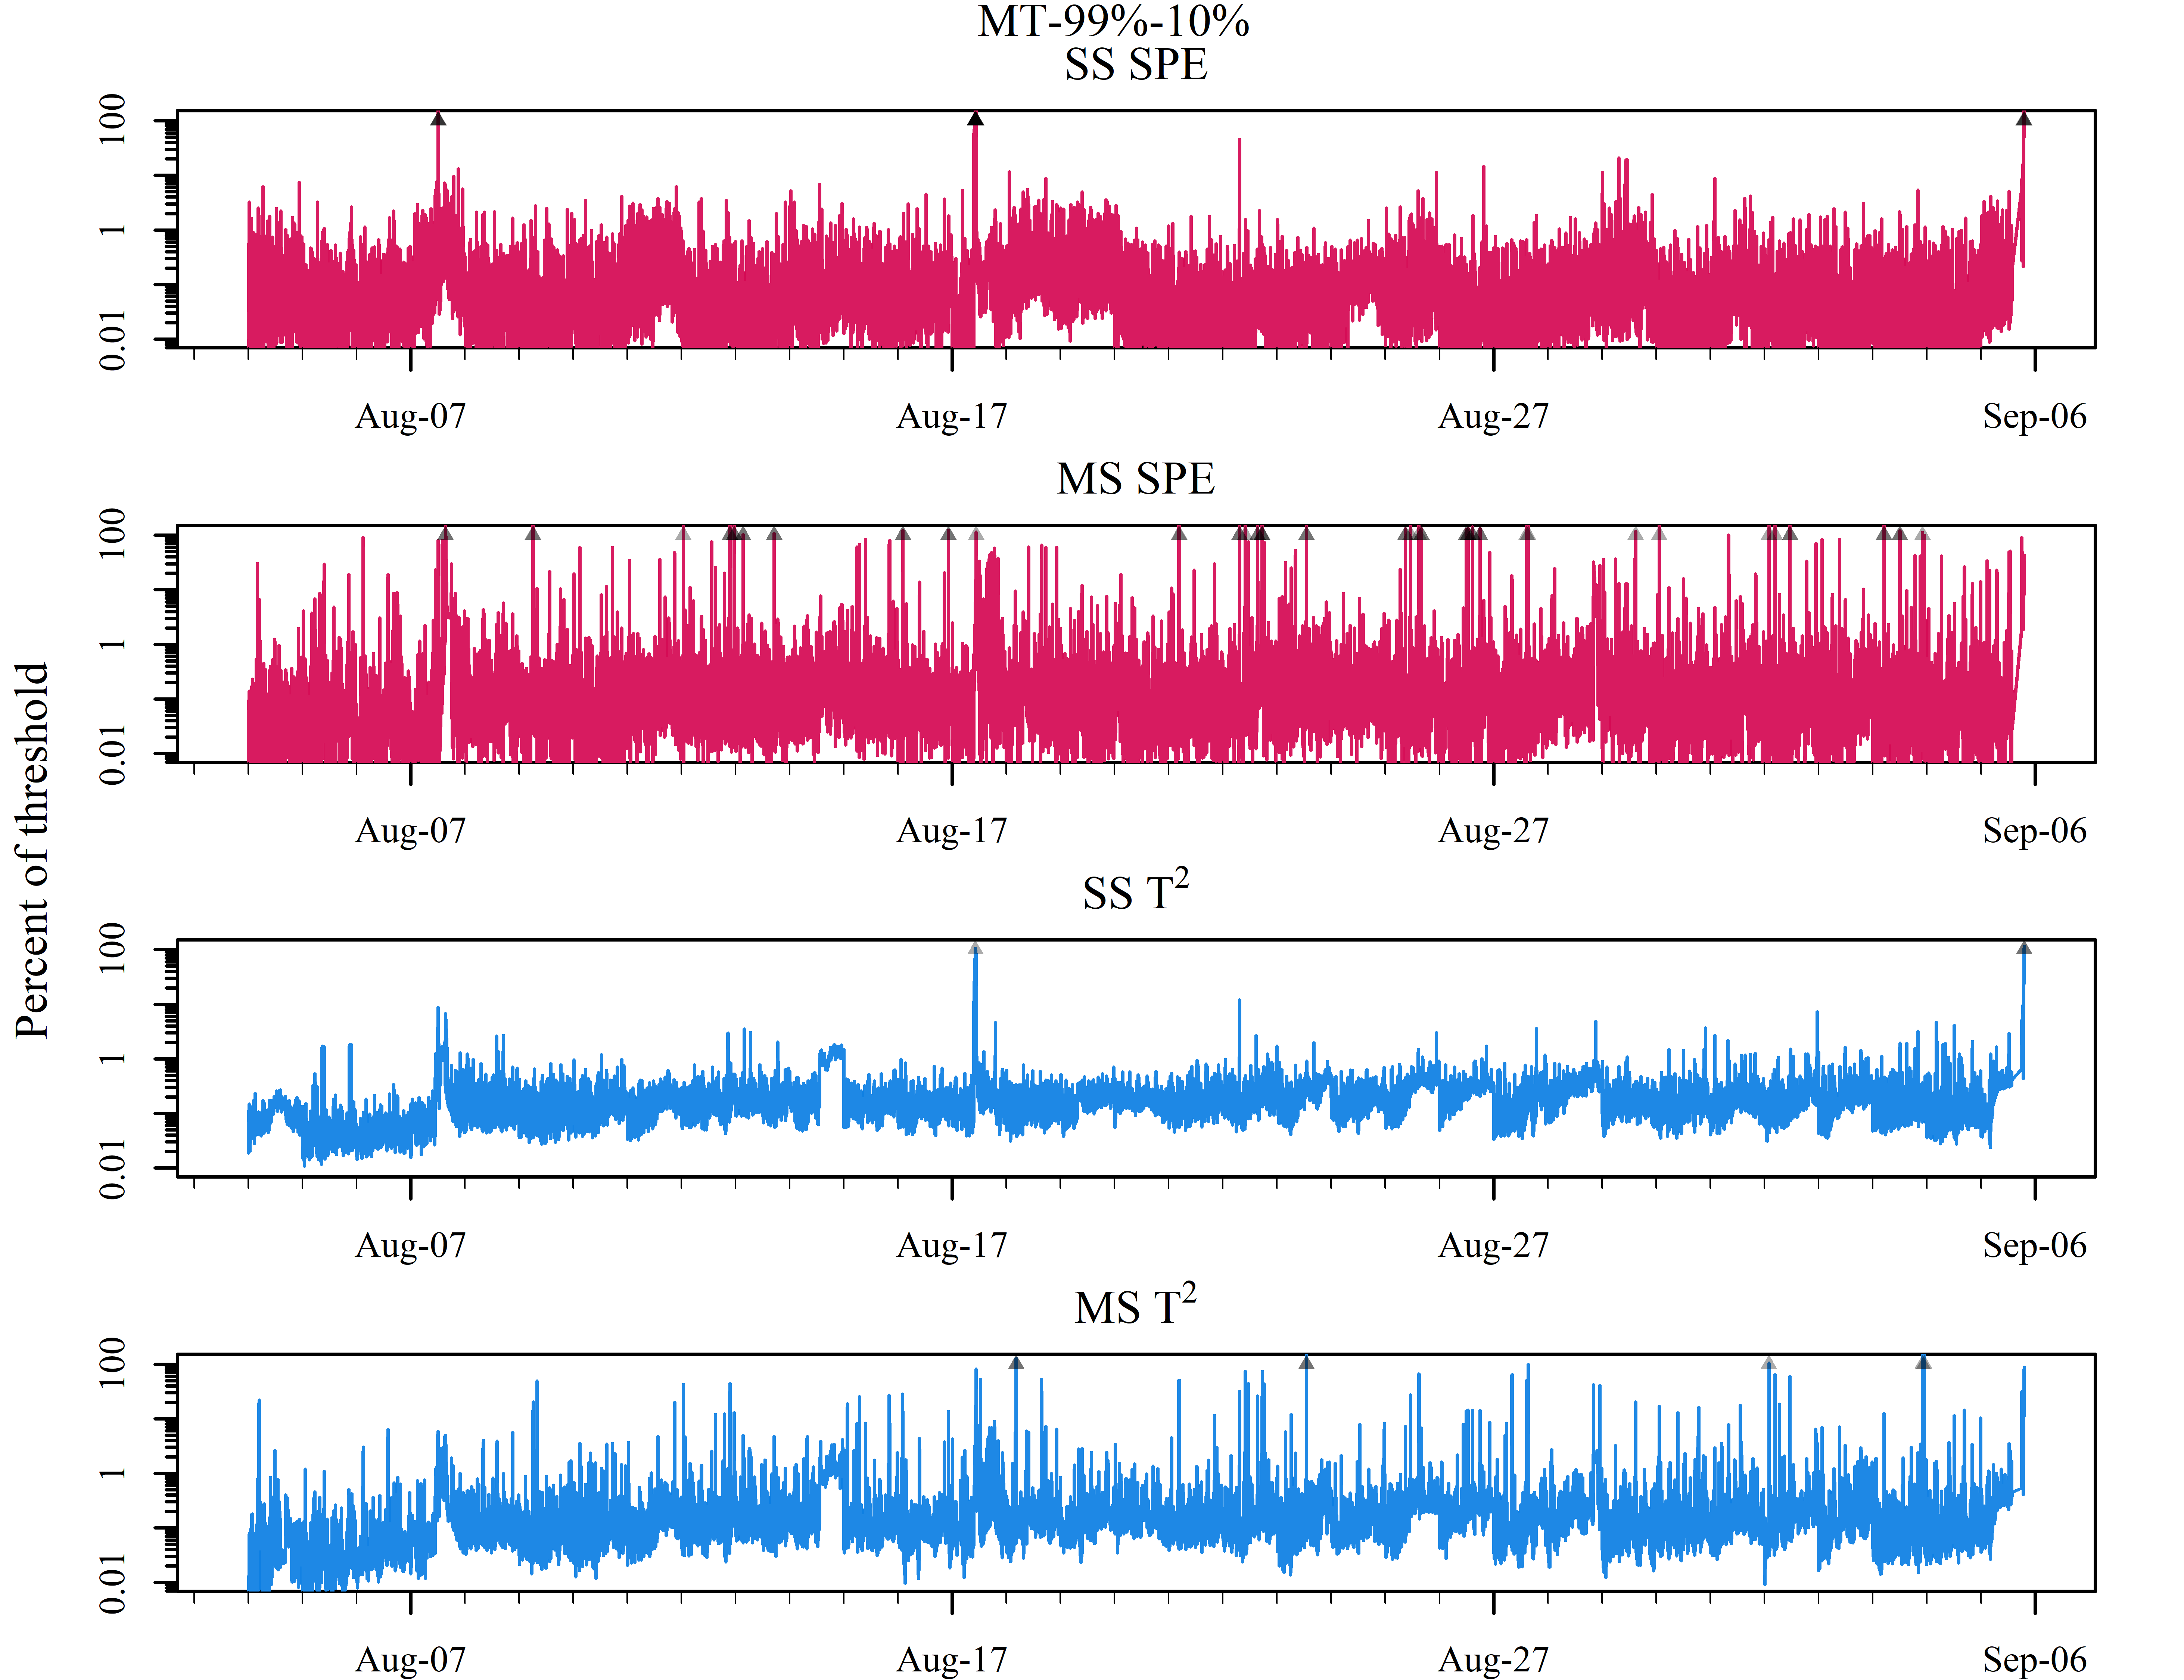 MT-99%-10%
SS SPE
100
1
0.01
Aug-07 Aug-17 Aug-27 Sep-06
MS SPE
100
1
0.01
Aug-07 Aug-17 Aug-27 Sep-06
Percent of threshold
SS T²
100
1
0.01
Aug-07 Aug-17 Aug-27 Sep-06
MS T²
100
1
0.01
Aug-07 Aug-17 Aug-27 Sep-06